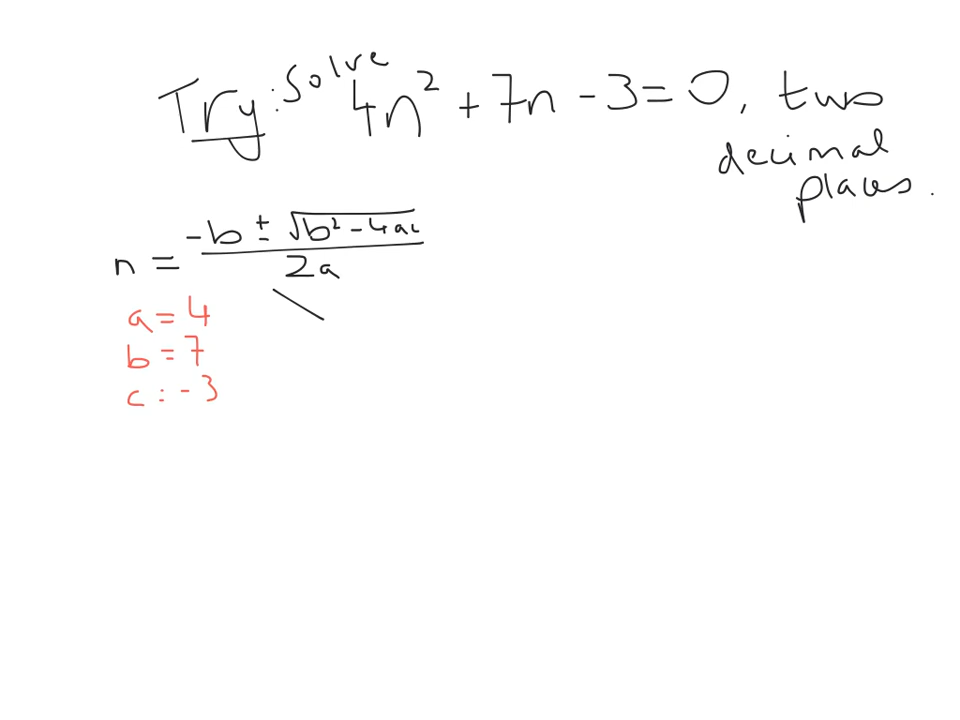 Try: Solve 4n² + 7n - 3 = 0, two
decimal
places.
n = (-b ± √(b² - 4ac)) / 2a
a = 4
b = 7
c : - 3